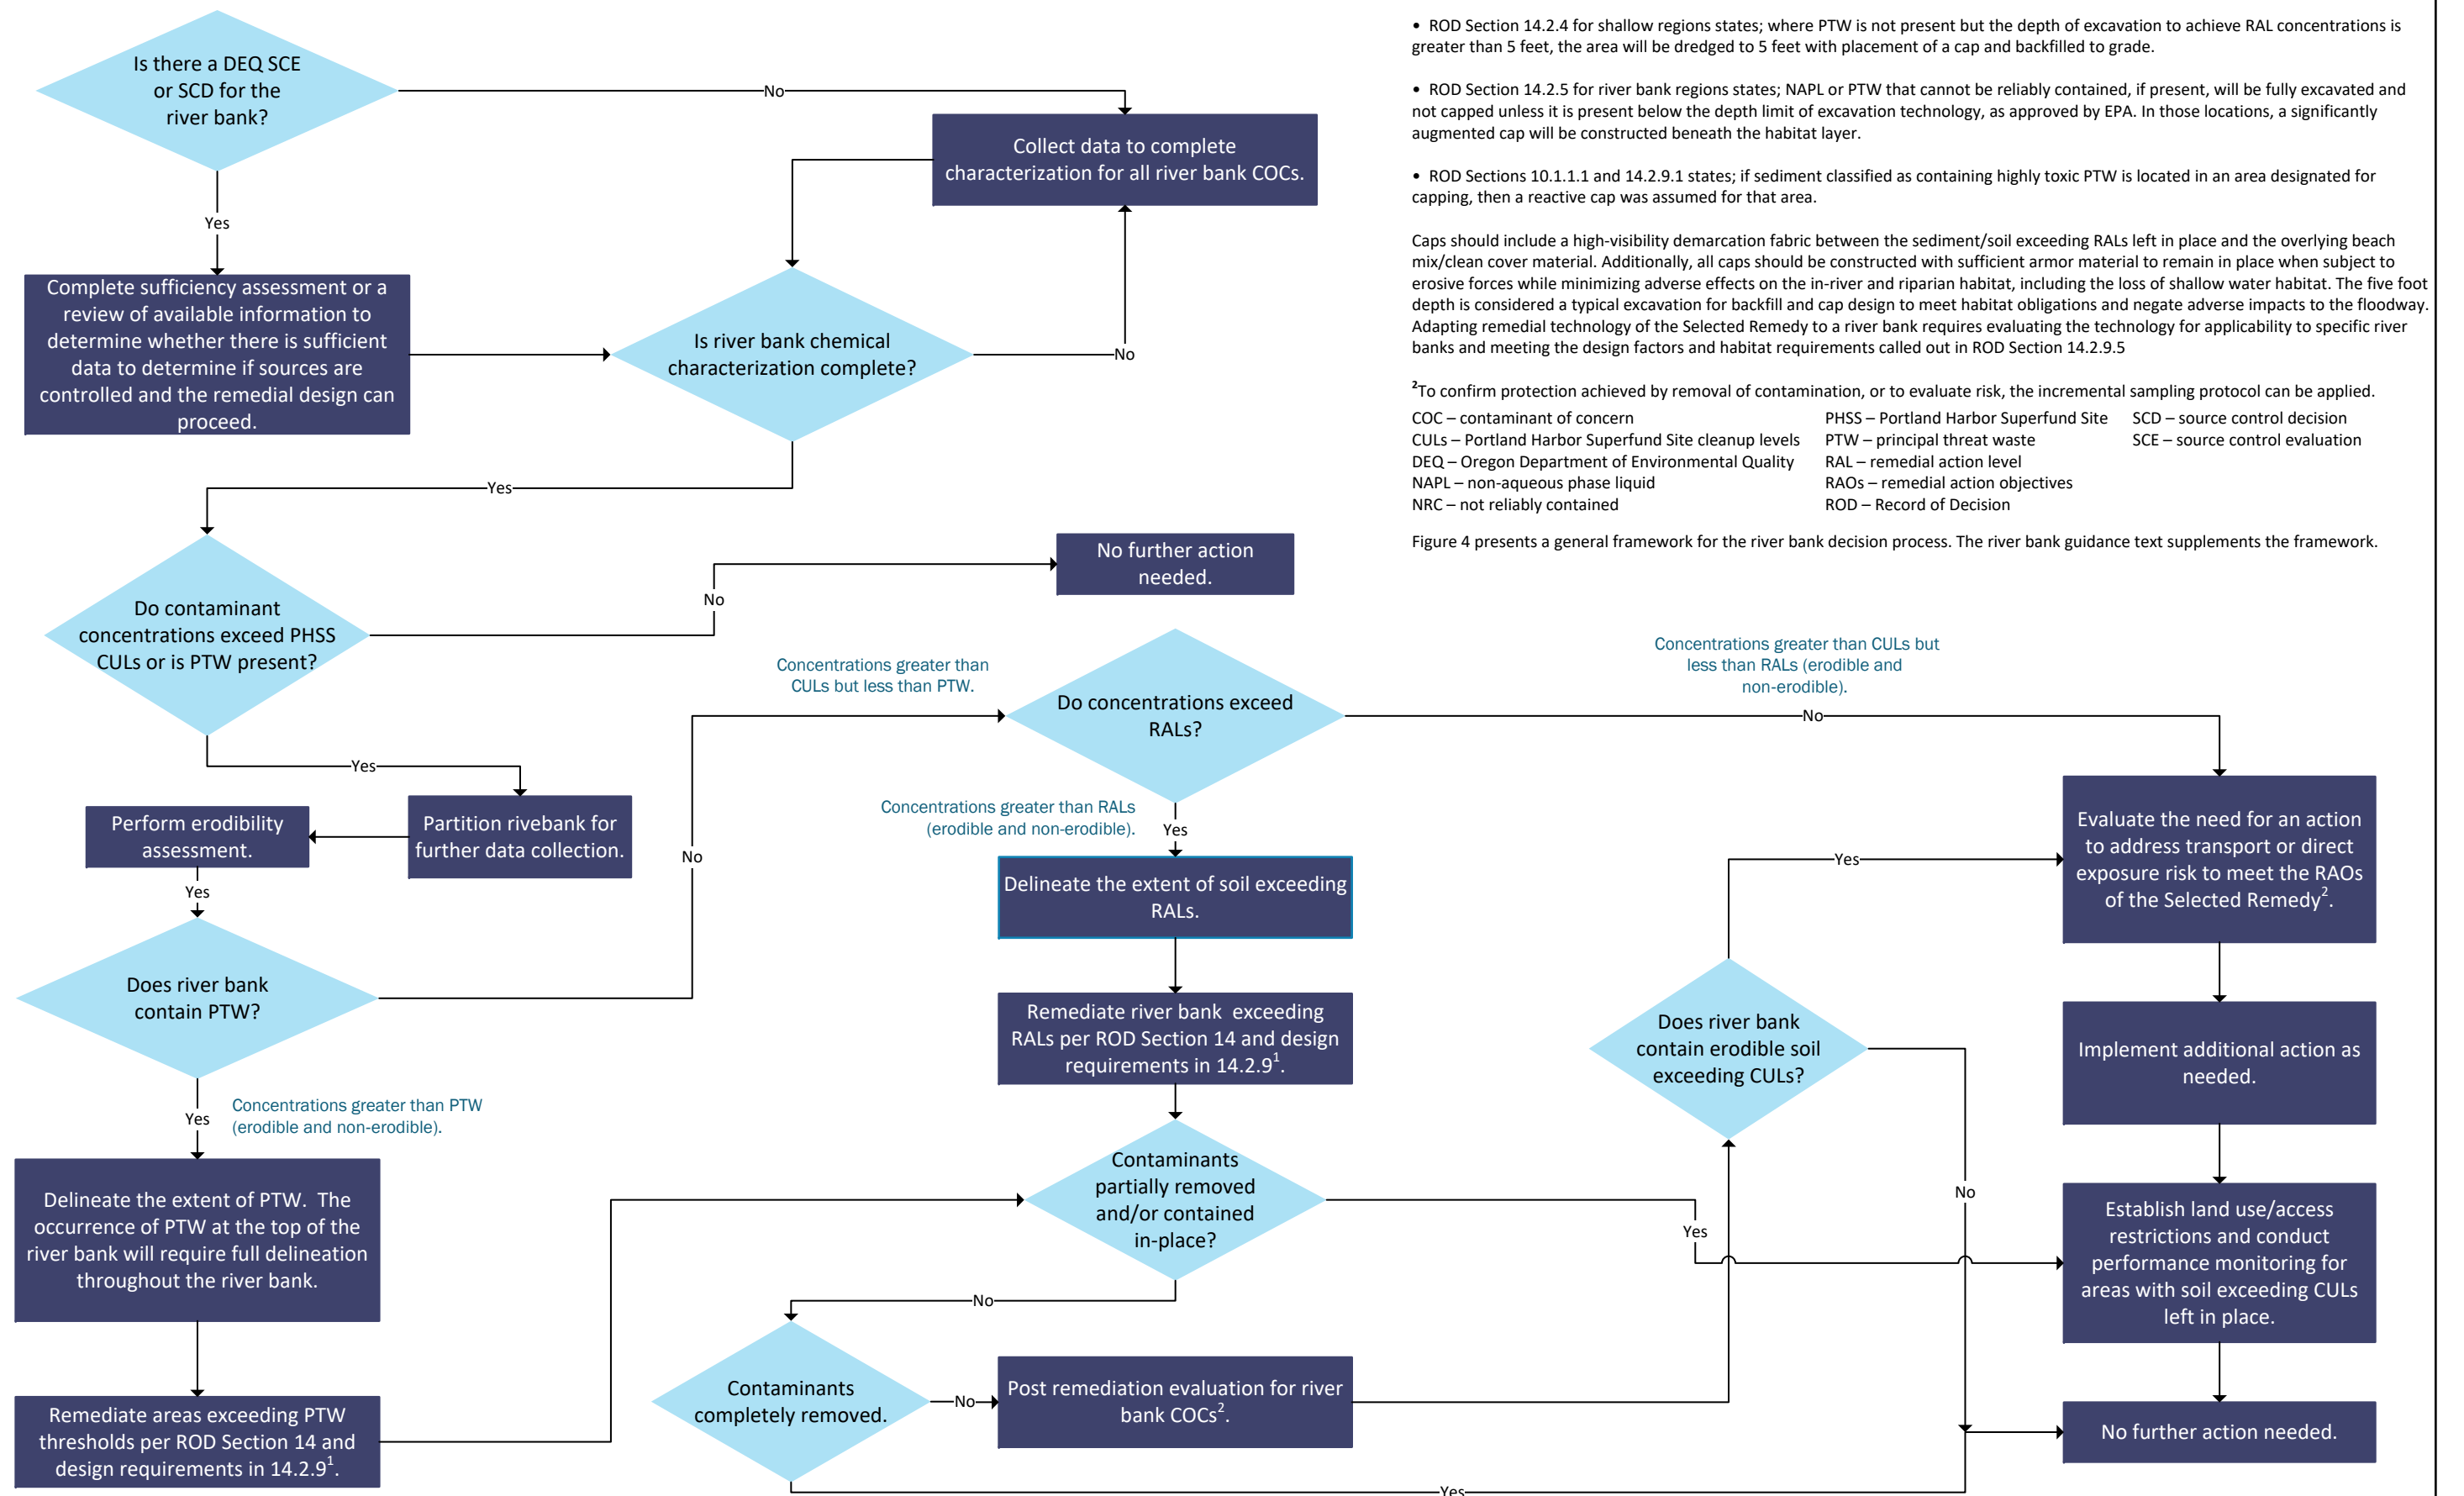 • ROD Section 14.2.4 for shallow regions states; where PTW is not present but the depth of excavation to achieve RAL concentrations is
greater than 5 feet, the area will be dredged to 5 feet with placement of a cap and backfilled to grade.
• ROD Section 14.2.5 for river bank regions states; NAPL or PTW that cannot be reliably contained, if present, will be fully excavated and
not capped unless it is present below the depth limit of excavation technology, as approved by EPA. In those locations, a significantly
augmented cap will be constructed beneath the habitat layer.
• ROD Sections 10.1.1.1 and 14.2.9.1 states; if sediment classified as containing highly toxic PTW is located in an area designated for
capping, then a reactive cap was assumed for that area.
Caps should include a high-visibility demarcation fabric between the sediment/soil exceeding RALs left in place and the overlying beach
mix/clean cover material. Additionally, all caps should be constructed with sufficient armor material to remain in place when subject to
erosive forces while minimizing adverse effects on the in-river and riparian habitat, including the loss of shallow water habitat. The five foot
depth is considered a typical excavation for backfill and cap design to meet habitat obligations and negate adverse impacts to the floodway.
Adapting remedial technology of the Selected Remedy to a river bank requires evaluating the technology for applicability to specific river
banks and meeting the design factors and habitat requirements called out in ROD Section 14.2.9.5
²To confirm protection achieved by removal of contamination, or to evaluate risk, the incremental sampling protocol can be applied.
COC – contaminant of concern
CULs – Portland Harbor Superfund Site cleanup levels
DEQ – Oregon Department of Environmental Quality
NAPL – non-aqueous phase liquid
NRC – not reliably contained
PHSS – Portland Harbor Superfund Site
PTW – principal threat waste
RAL – remedial action level
RAOs – remedial action objectives
ROD – Record of Decision
SCD – source control decision
SCE – source control evaluation
Figure 4 presents a general framework for the river bank decision process. The river bank guidance text supplements the framework.
Is there a DEQ SCE
or SCD for the
river bank?
No
Yes
Collect data to complete
characterization for all river bank COCs.
Complete sufficiency assessment or a
review of available information to
determine whether there is sufficient
data to determine if sources are
controlled and the remedial design can
proceed.
Is river bank chemical
characterization complete?
No
Yes
Do contaminant
concentrations exceed PHSS
CULs or is PTW present?
No
No further action
needed.
Yes
Partition rivebank for
further data collection.
Perform erodibility
assessment.
Yes
Does river bank
contain PTW?
No
Concentrations greater than
CULs but less than PTW.
Yes
Concentrations greater than PTW
(erodible and non-erodible).
Delineate the extent of PTW. The
occurrence of PTW at the top of the
river bank will require full delineation
throughout the river bank.
Remediate areas exceeding PTW
thresholds per ROD Section 14 and
design requirements in 14.2.9¹.
Do concentrations exceed
RALs?
No
Concentrations greater than CULs but
less than RALs (erodible and
non-erodible).
Concentrations greater than RALs
(erodible and non-erodible).
Yes
Delineate the extent of soil exceeding
RALs.
Remediate river bank exceeding
RALs per ROD Section 14 and design
requirements in 14.2.9¹.
Contaminants
partially removed
and/or contained
in-place?
Yes
No
Contaminants
completely removed.
No
Yes
Post remediation evaluation for river
bank COCs².
Does river bank
contain erodible soil
exceeding CULs?
Yes
No
Evaluate the need for an action
to address transport or direct
exposure risk to meet the RAOs
of the Selected Remedy².
Implement additional action as
needed.
Establish land use/access
restrictions and conduct
performance monitoring for
areas with soil exceeding CULs
left in place.
No further action needed.